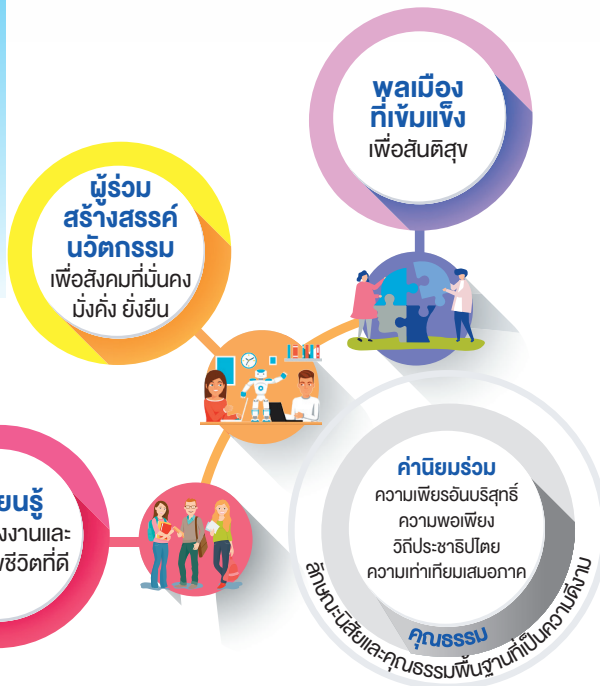 พลเมือง
ที่เข้มแข็ง
เพื่อสันติสุข
ผู้ร่วม
สร้างสรรค์
นวัตกรรม
เพื่อสังคมที่มั่นคง
มั่งคั่ง ยั่งยืน
ยนรู้
งานและ
ชีวิตที่ดี
ค่านิยมร่วม
ความเพียรอันบริสุทธิ์
ความพอเพียง
วิถีประชาธิปไตย
ความเท่าเทียมเสมอภาค
คุณธรรม
ลักษณะนิสัยและคุณธรรมพื้นฐานที่เป็นความดีงาม